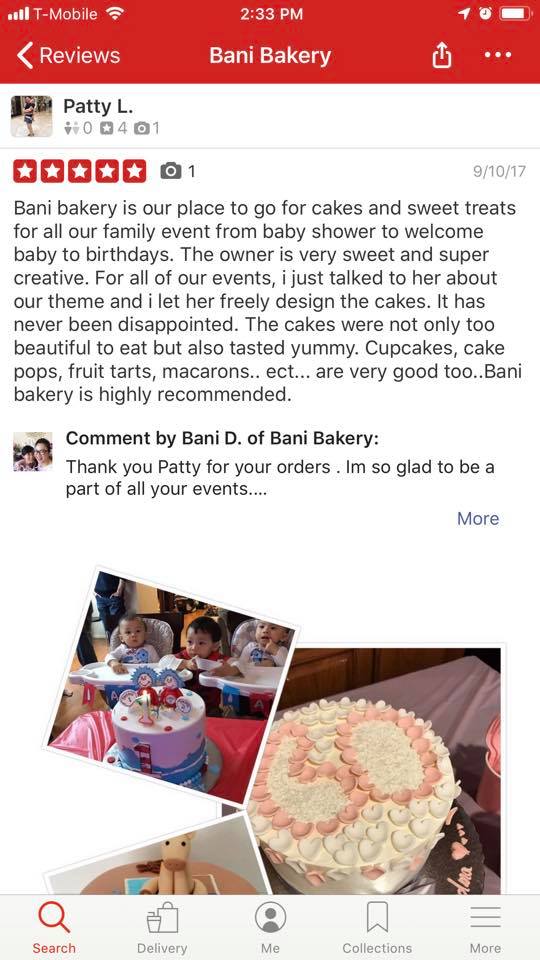 T-Mobile 2:33 PM
Reviews Bani Bakery
Patty L.
0 4 1
1 9/10/17
Bani bakery is our place to go for cakes and sweet treats
for all our family event from baby shower to welcome
baby to birthdays. The owner is very sweet and super
creative. For all of our events, i just talked to her about
our theme and i let her freely design the cakes. It has
never been disappointed. The cakes were not only too
beautiful to eat but also tasted yummy. Cupcakes, cake
pops, fruit tarts, macarons.. ect... are very good too..Bani
bakery is highly recommended.
Comment by Bani D. of Bani Bakery:
Thank you Patty for your orders . Im so glad to be a
part of all your events....
More
1
50
Search Delivery Me Collections More